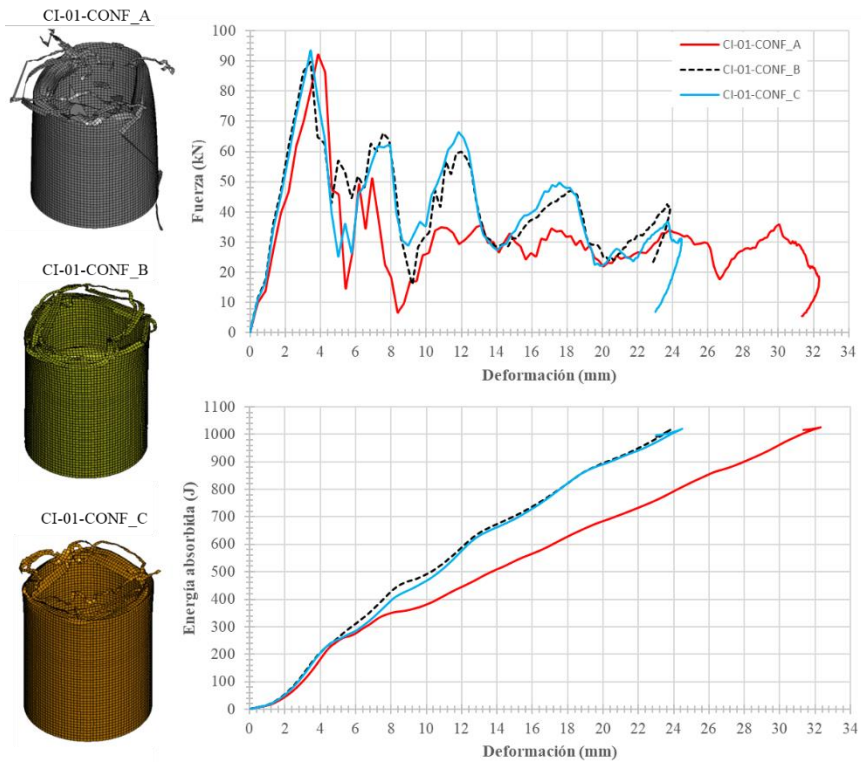 CI-01-CONF_A
CI-01-CONF_B
CI-01-CONF_C
Fuerza (kN)
100
90
80
70
60
50
40
30
20
10
0
CI-01-CONF_A
CI-01-CONF_B
CI-01-CONF_C
0 2 4 6 8 10 12 14 16 18 20 22 24 26 28 30 32 34
Deformación (mm)
Energía absorbida (J)
1100
1000
900
800
700
600
500
400
300
200
100
0
0 2 4 6 8 10 12 14 16 18 20 22 24 26 28 30 32 34
Deformación (mm)